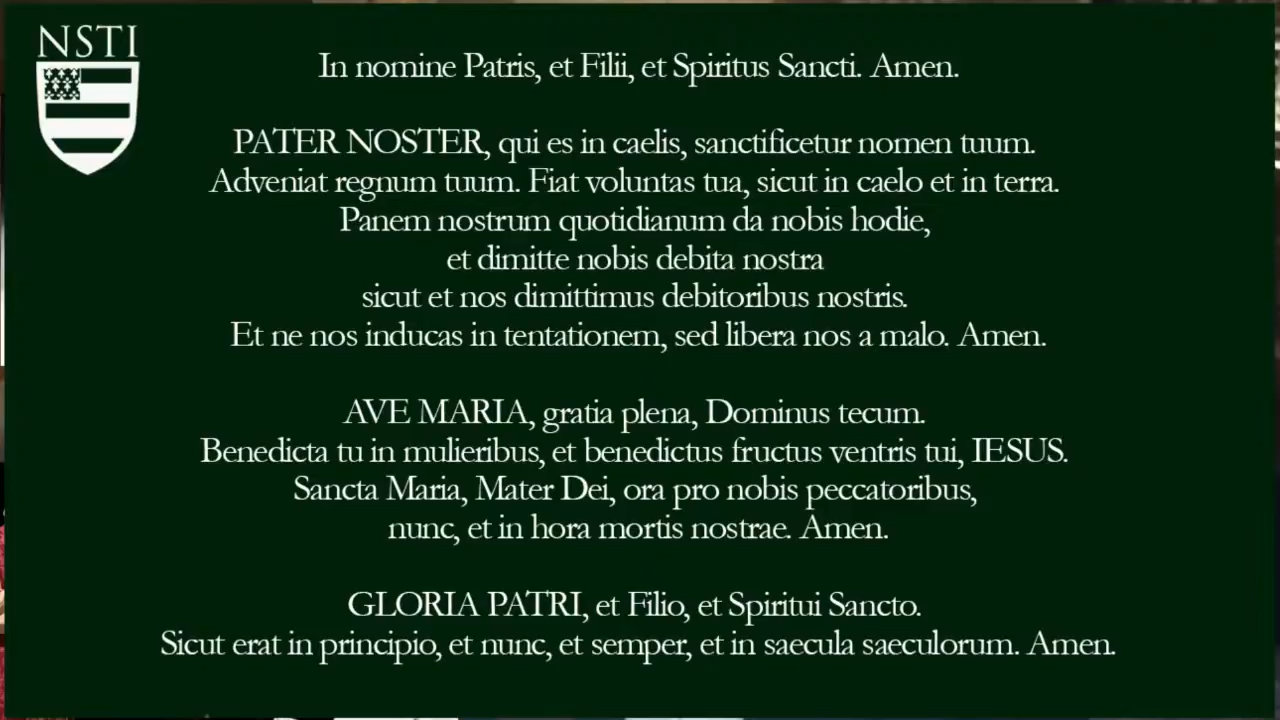 NSTI
In nomine Patris, et Filii, et Spiritus Sancti. Amen.
PATER NOSTER, qui es in caelis, sanctificetur nomen tuum.
Adveniat regnum tuum. Fiat voluntas tua, sicut in caelo et in terra.
Panem nostrum quotidianum da nobis hodie,
et dimitte nobis debita nostra
sicut et nos dimittimus debitoribus nostris.
Et ne nos inducas in tentationem, sed libera nos a malo. Amen.
AVE MARIA, gratia plena, Dominus tecum.
Benedicta tu in mulieribus, et benedictus fructus ventris tui, IESUS.
Sancta Maria, Mater Dei, ora pro nobis peccatoribus,
nunc, et in hora mortis nostrae. Amen.
GLORIA PATRI, et Filio, et Spiritui Sancto.
Sicut erat in principio, et nunc, et semper, et in saecula saeculorum. Amen.